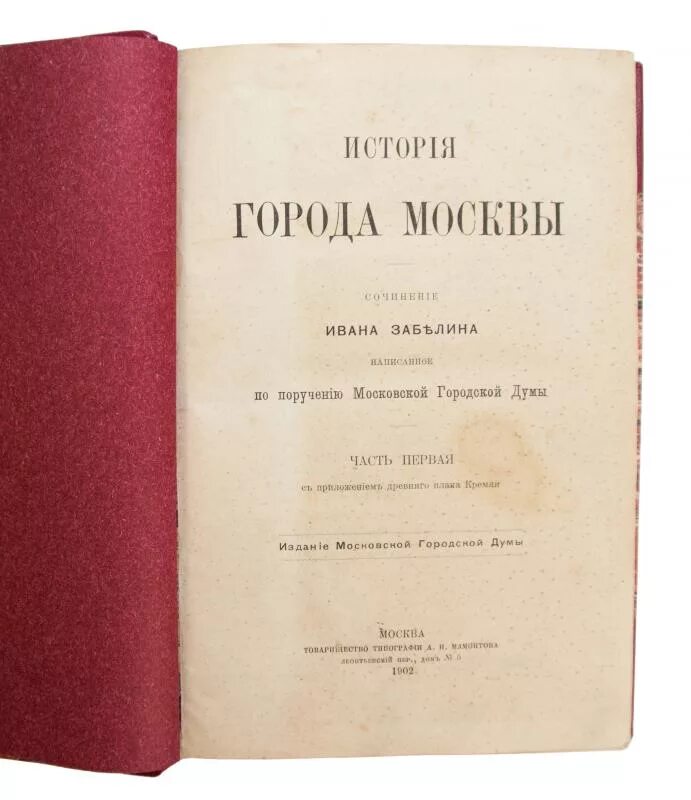 ИСТОРІЯ
ГОРОДА МОСКВЫ
СОЧИНЕНІЕ
ИВАНА ЗАБѢЛИНА
НАПИСАННОЕ
по порученію Московской Городской Думы
ЧАСТЬ ПЕРВАЯ
съ приложеніемъ древняго плана Кремля
Изданіе Московской Городской Думы
МОСКВА
ТОВАРИЩЕСТВО ТИПОГРАФІИ А. И. МАМОНТОВА
ЛЕОНТЬЕВСКІЙ ПЕР., ДОМЪ № 5
1902